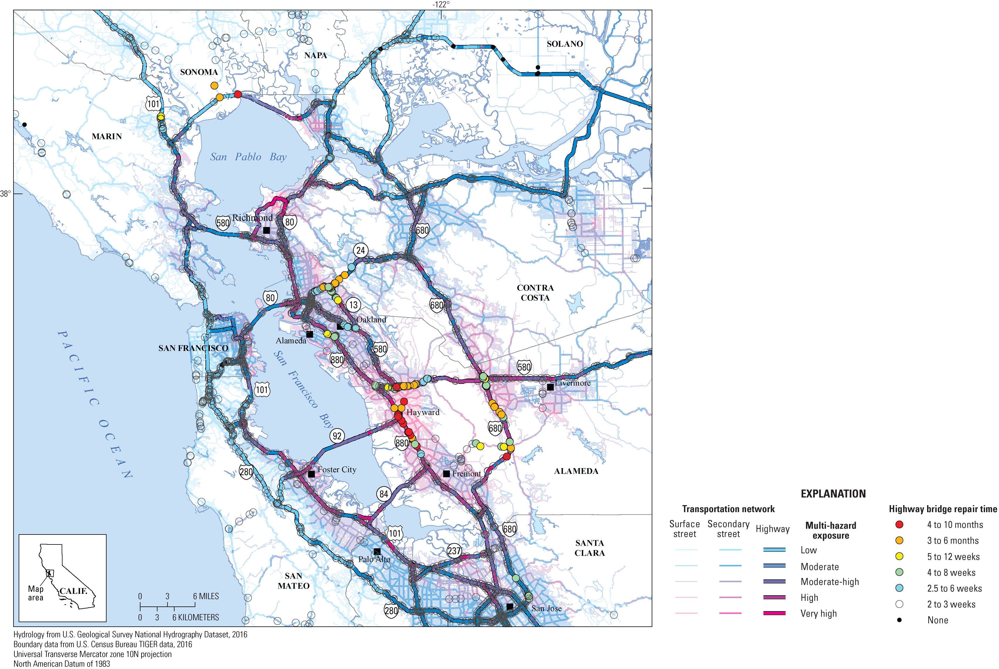 -122°
SOLANO
NAPA
SONOMA
101
MARIN
San Pablo Bay
38°
580
Richmond
80
680
24
CONTRA
COSTA
80
13
680
Oakland
Alameda
SAN FRANCISCO
880
580
580
Livermore
101
San Francisco Bay
PACIFIC OCEAN
Hayward
680
92
880
280
Foster City
Fremont
ALAMEDA
84
101
680
237
SANTA
CLARA
Palo Alto
SAN
MATEO
280
San Jose
Map
area
CALIF.
0 3 6 MILES
0 3 6 KILOMETERS
EXPLANATION
Transportation network
Surface
street
Secondary
street
Highway
Multi-hazard
exposure
Low
Moderate
Moderate-high
High
Very high
Highway bridge repair time
4 to 10 months
3 to 6 months
5 to 12 weeks
4 to 8 weeks
2.5 to 6 weeks
2 to 3 weeks
None
Hydrology from U.S. Geological Survey National Hydrography Dataset, 2016
Boundary data from U.S. Census Bureau TIGER data, 2016
Universal Transverse Mercator zone 10N projection
North American Datum of 1983